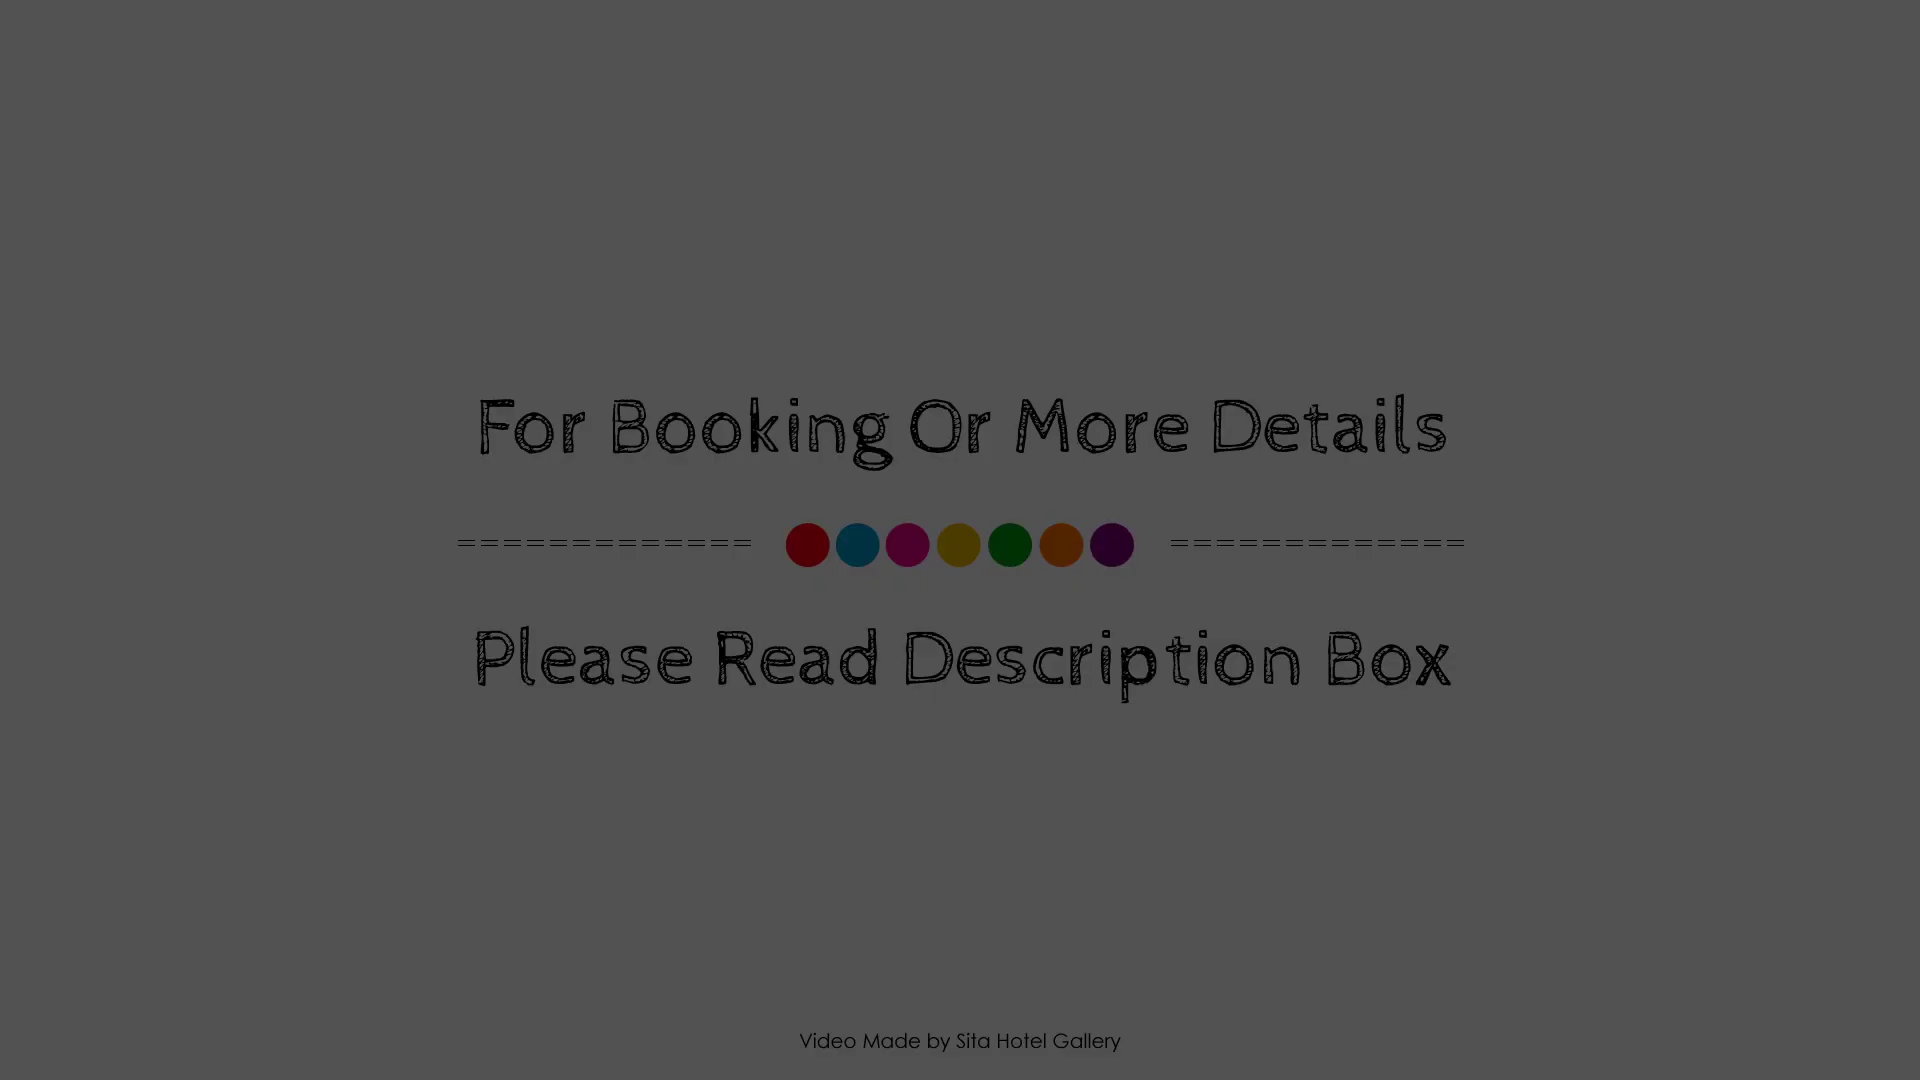 For Booking Or More Details
============= =============
Please Read Description Box
Video Made by Sita Hotel Gallery